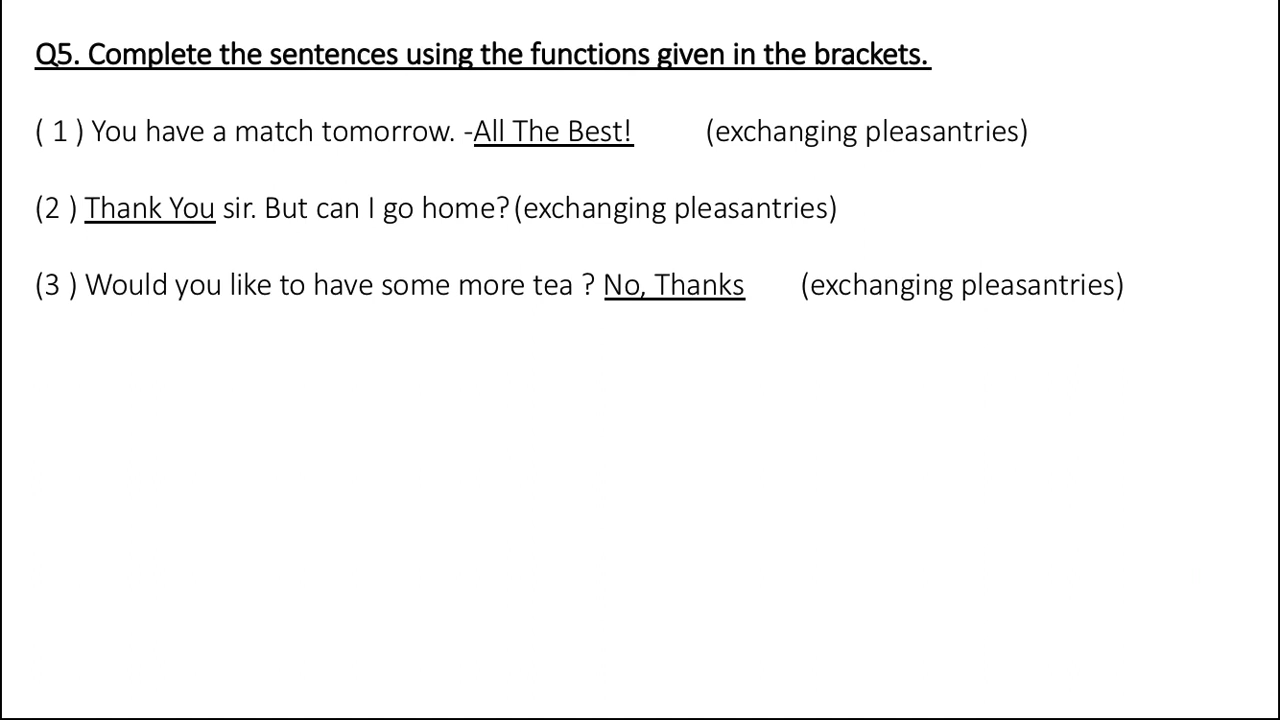 Q5. Complete the sentences using the functions given in the brackets.
( 1 ) You have a match tomorrow. -All The Best! (exchanging pleasantries)
(2 ) Thank You sir. But can I go home? (exchanging pleasantries)
(3 ) Would you like to have some more tea ? No, Thanks (exchanging pleasantries)